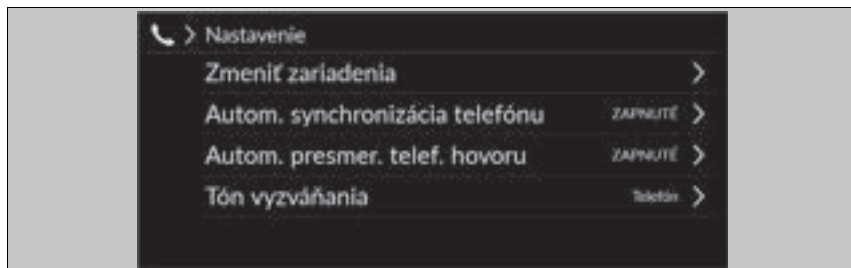 Nastavenie
Zmeniť zariadenia
Autom. synchronizácia telefónu ZAPNUTÉ
Autom. presmer. telef. hovoru ZAPNUTÉ
Tón vyzváňania Telefón